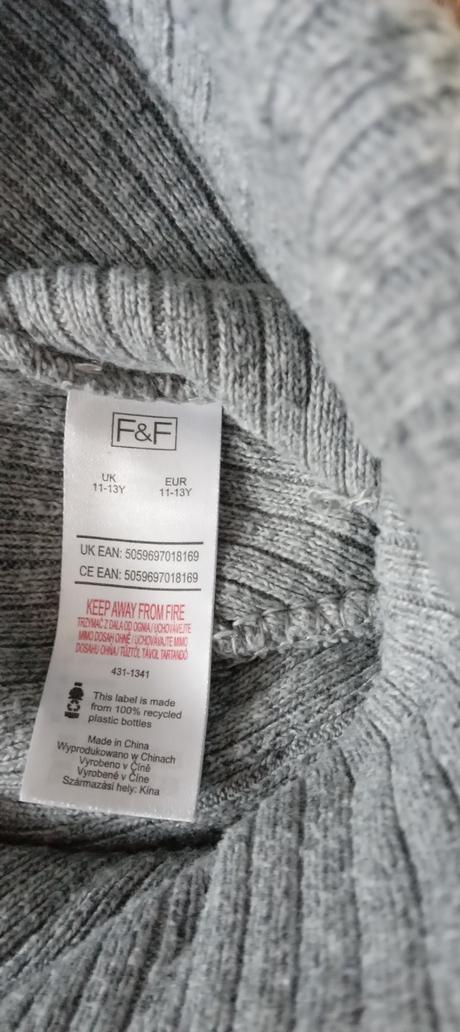 F&F
UK EUR
11-13Y 11-13Y
UK EAN: 5059697018169
CE EAN: 5059697018169
KEEP AWAY FROM FIRE
TRZYMAĆ Z DALA OD OGNIA / UCHOVÁVEJTE
MIMO DOSAH OHNĚ / UCHOVÁVAJTE MIMO
DOSAHU OHŇA / TŰZTŐL TÁVOL TARTANDÓ
431-1341
This label is made
from 100% recycled
plastic bottles
Made in China
Wyprodukowano w Chinach
Vyrobeno v Číně
Vyrobené v Číne
Származási hely: Kína